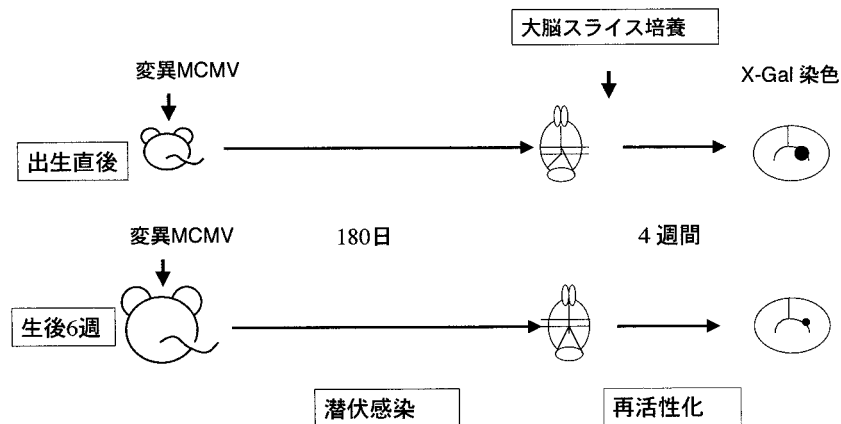 大脳スライス培養
変異MCMV
X-Gal 染色
出生直後
変異MCMV
180日
4 週間
生後6週
潜伏感染
再活性化